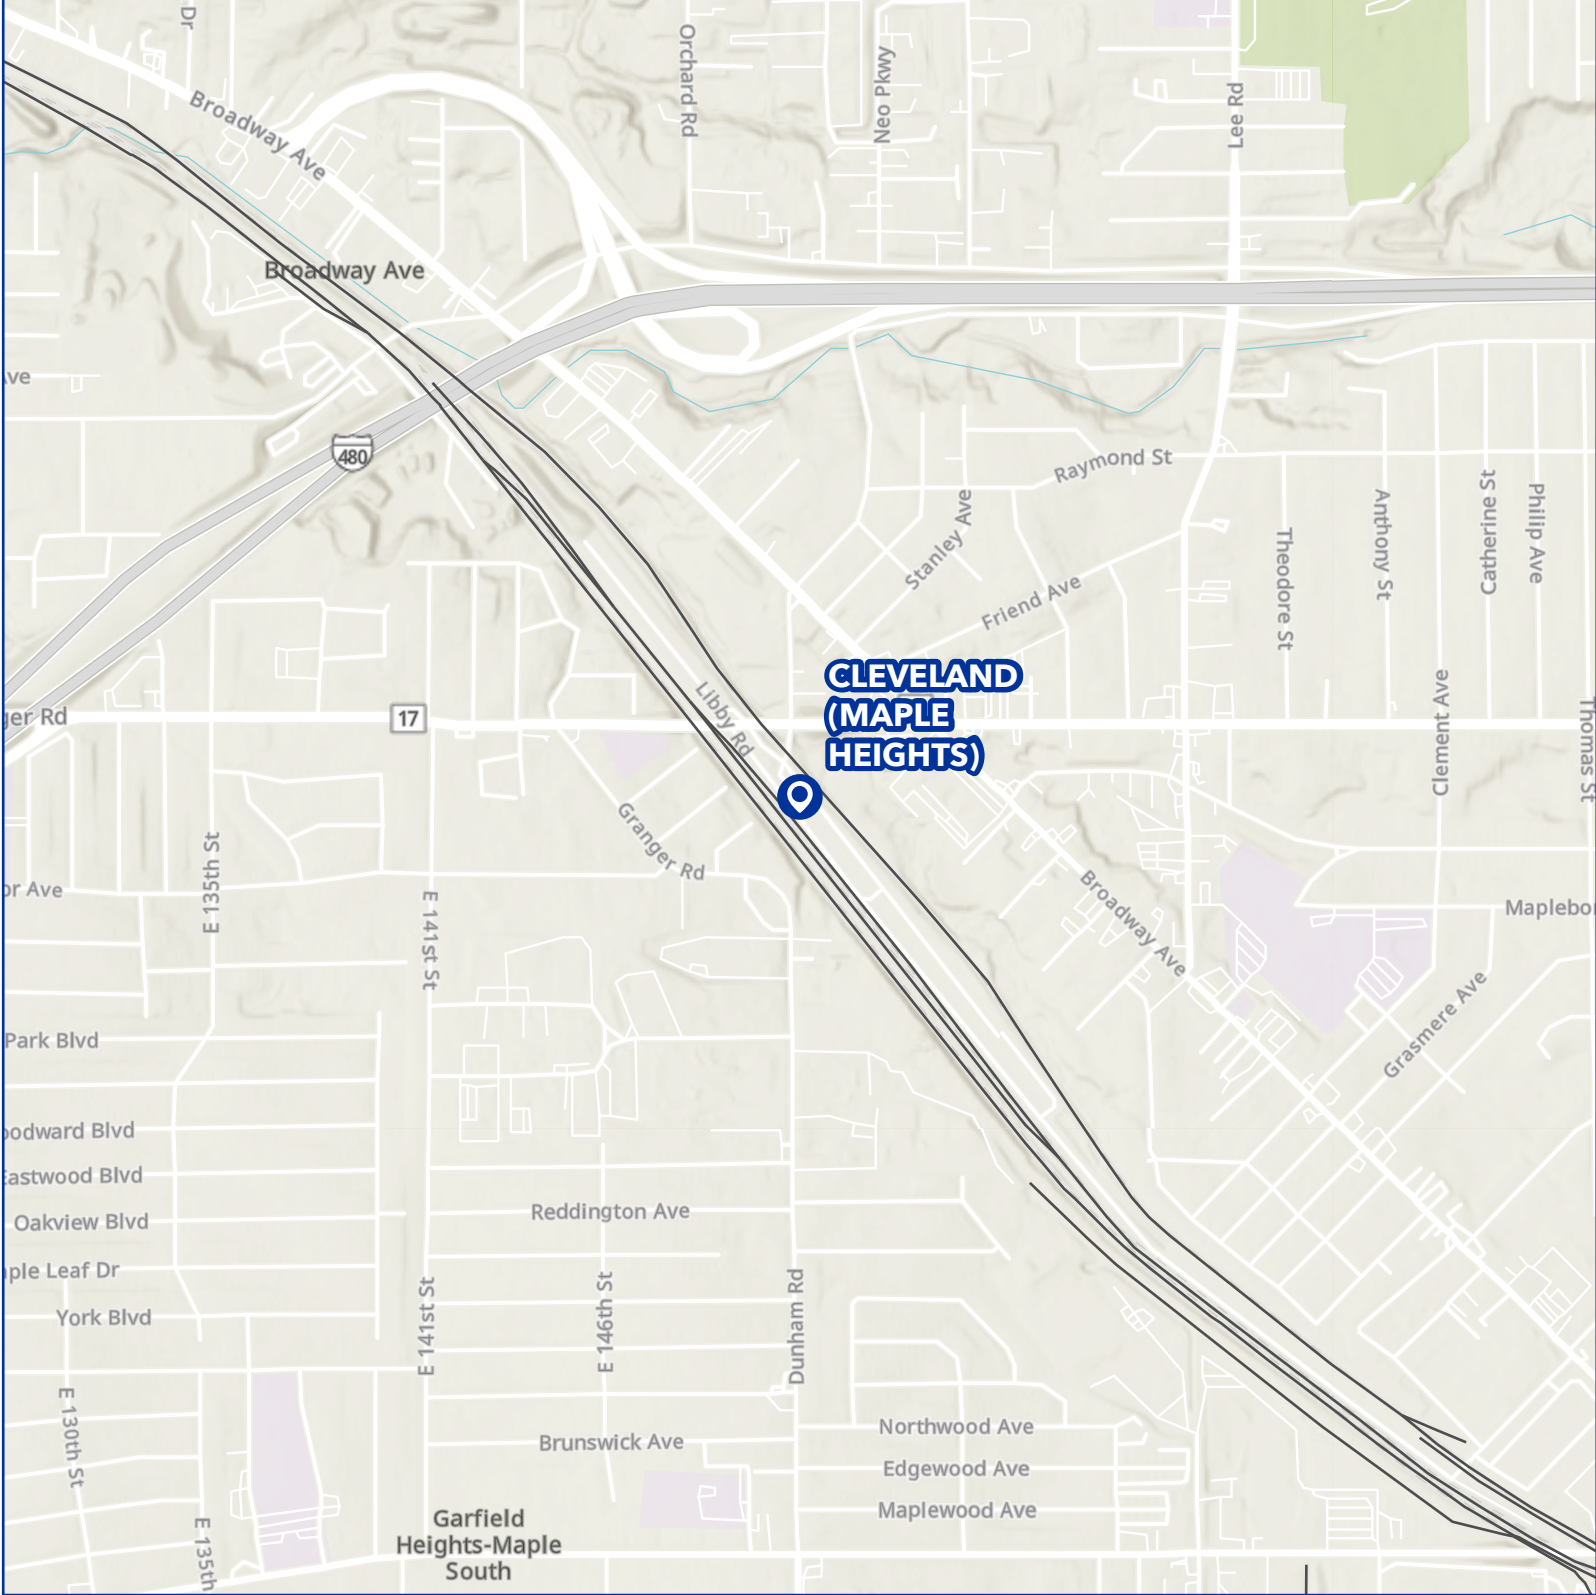 Dr
Orchard Rd
Neo Pkwy
Lee Rd
Broadway Ave
Broadway Ave
ve
480
Raymond St
Stanley Ave
Friend Ave
Theodore St
Anthony St
Catherine St
Philip Ave
CLEVELAND
(MAPLE
HEIGHTS)
Libby Rd
ger Rd
17
Clement Ave
Thomas St
Granger Rd
E 135th St
or Ave
E 141st St
Broadway Ave
Maplebor
Grasmere Ave
Park Blvd
oodward Blvd
Eastwood Blvd
Oakview Blvd
aple Leaf Dr
York Blvd
Reddington Ave
E 141st St
E 146th St
Dunham Rd
E 130th St
Brunswick Ave
Northwood Ave
Edgewood Ave
Maplewood Ave
E 135th
Garfield
Heights-Maple
South